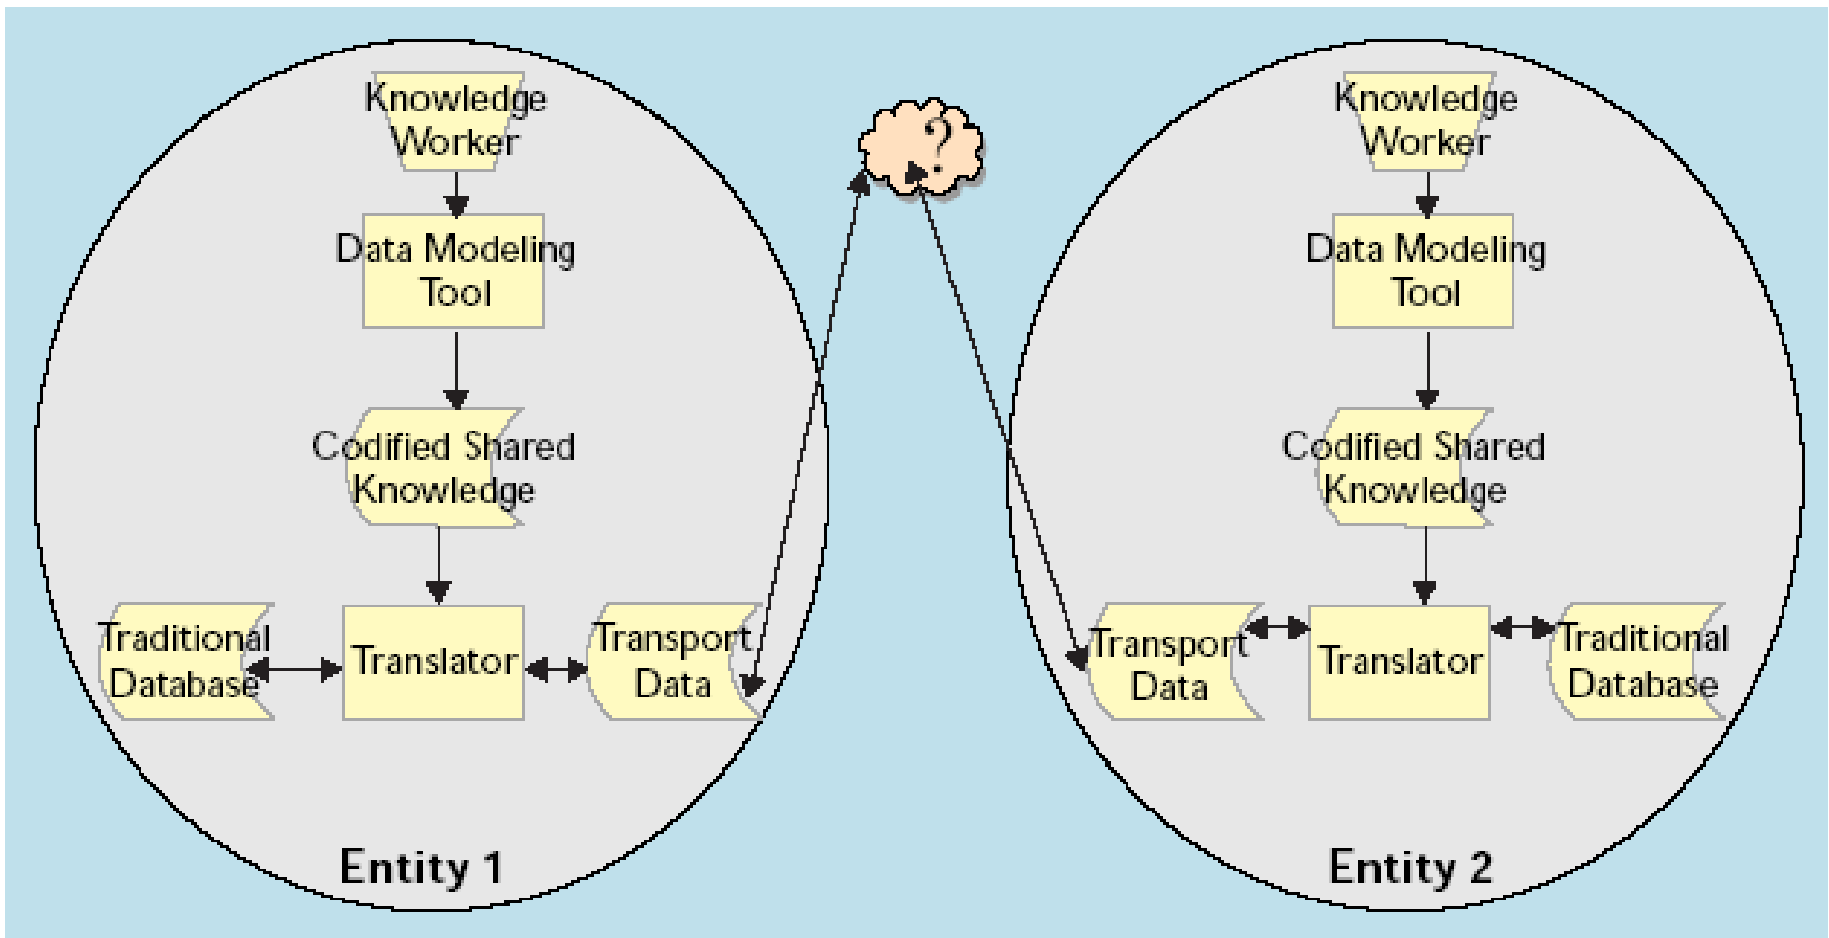 Knowledge
Worker
Data Modeling
Tool
Codified Shared
Knowledge
Traditional
Database
Translator
Transport
Data
Entity 1
?
Knowledge
Worker
Data Modeling
Tool
Codified Shared
Knowledge
Transport
Data
Translator
Traditional
Database
Entity 2